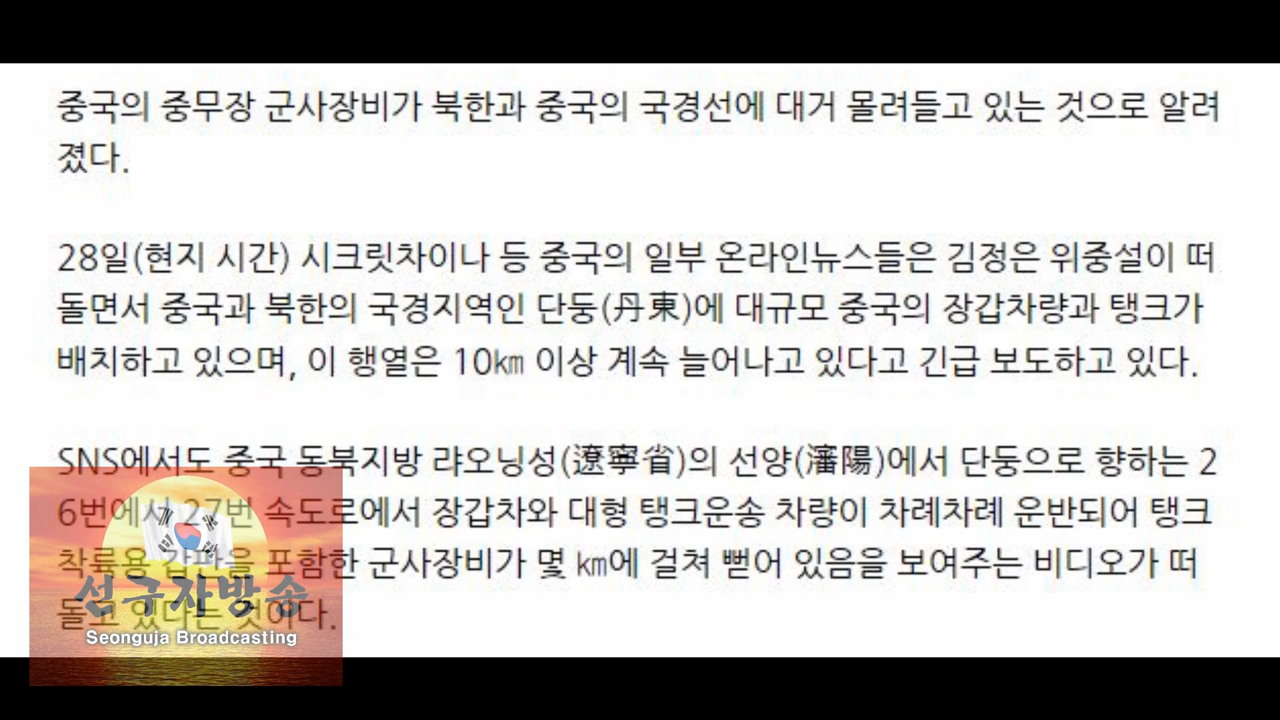 중국의 중무장 군사장비가 북한과 중국의 국경선에 대거 몰려들고 있는 것으로 알려
졌다.
28일(현지 시간) 시크릿차이나 등 중국의 일부 온라인뉴스들은 김정은 위중설이 떠
돌면서 중국과 북한의 국경지역인 단둥(丹東)에 대규모 중국의 장갑차량과 탱크가
배치하고 있으며, 이 행열은 10㎞ 이상 계속 늘어나고 있다고 긴급 보도하고 있다.
SNS에서도 중국 동북지방 랴오닝성(遼寧省)의 선양(瀋陽)에서 단둥으로 향하는 2
6번에서 27번 속도로에서 장갑차와 대형 탱크운송 차량이 차례차례 운반되어 탱크
착륙용 갑판을 포함한 군사장비가 몇 ㎞에 걸쳐 뻗어 있음을 보여주는 비디오가 떠
돌고 있다는 것이다.
선구자방송
Seonguja Broadcasting